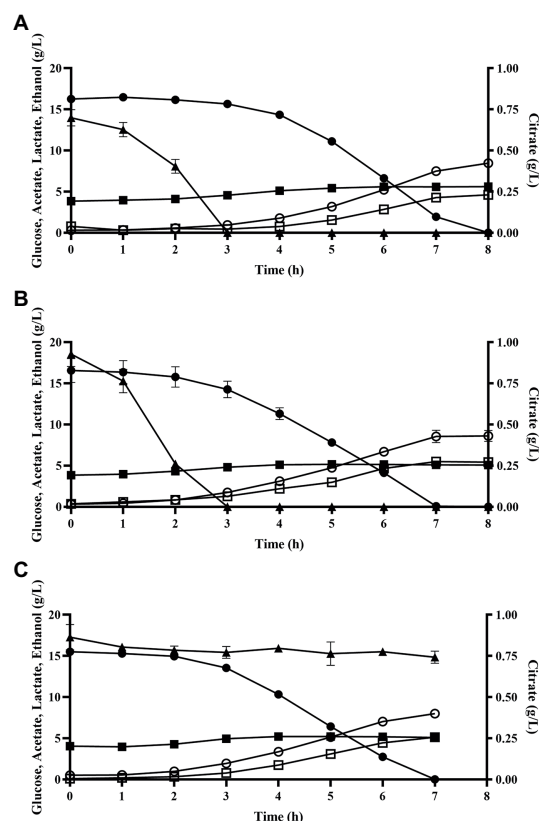 A
Glucose, Acetate, Lactate, Ethanol (g/L)
20
15
10
5
0
1.00
0.75
0.50
0.25
0.00
Citrate (g/L)
0 1 2 3 4 5 6 7 8
Time (h)
B
Glucose, Acetate, Lactate, Ethanol (g/L)
20
15
10
5
0
1.00
0.75
0.50
0.25
0.00
Citrate (g/L)
0 1 2 3 4 5 6 7 8
Time (h)
C
Glucose, Acetate, Lactate, Ethanol (g/L)
20
15
10
5
0
1.00
0.75
0.50
0.25
0.00
Citrate (g/L)
0 1 2 3 4 5 6 7 8
Time (h)